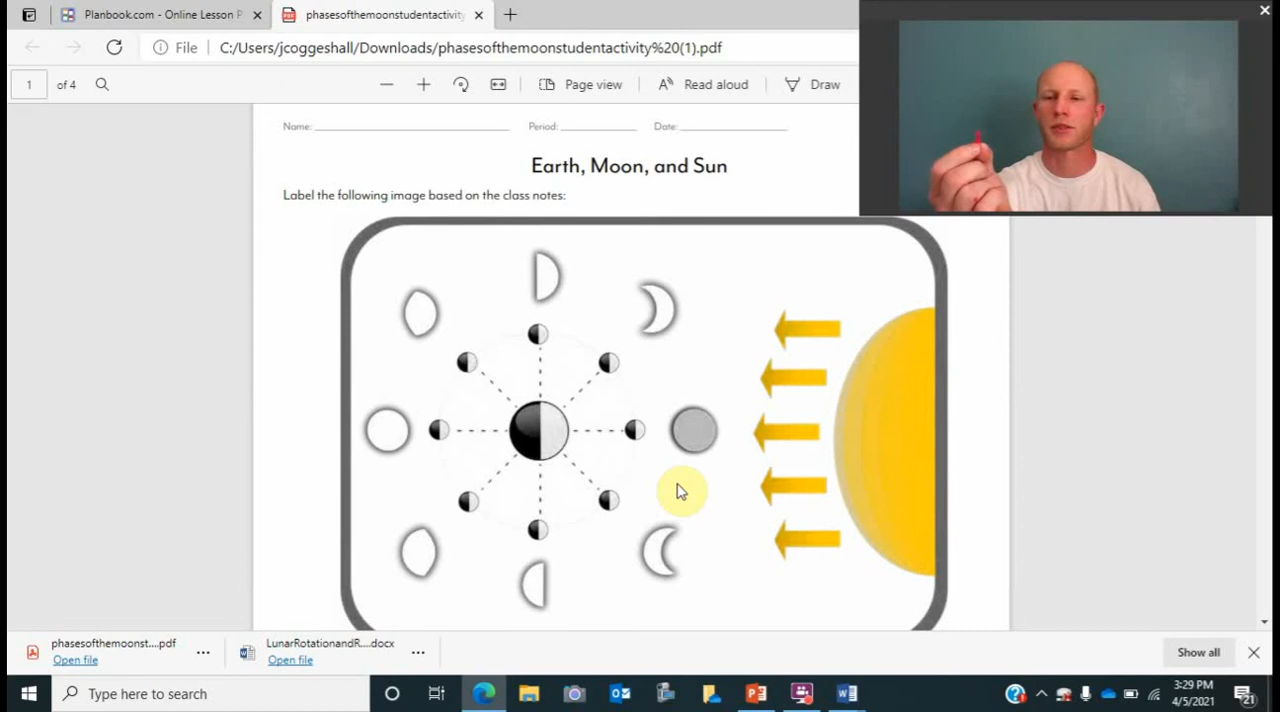 Planbook.com - Online Lesson P
phasesofthemoonstudentactivity
File C:/Users/jcoggeshall/Downloads/phasesofthemoonstudentactivity%20(1).pdf
1 of 4 Page view Read aloud Draw
Name: Period: Date:
Earth, Moon, and Sun
Label the following image based on the class notes:
phasesofthemoonst....pdf
Open file
LunarRotationandR....docx
Open file
Show all
Type here to search
3:29 PM
4/5/2021
21